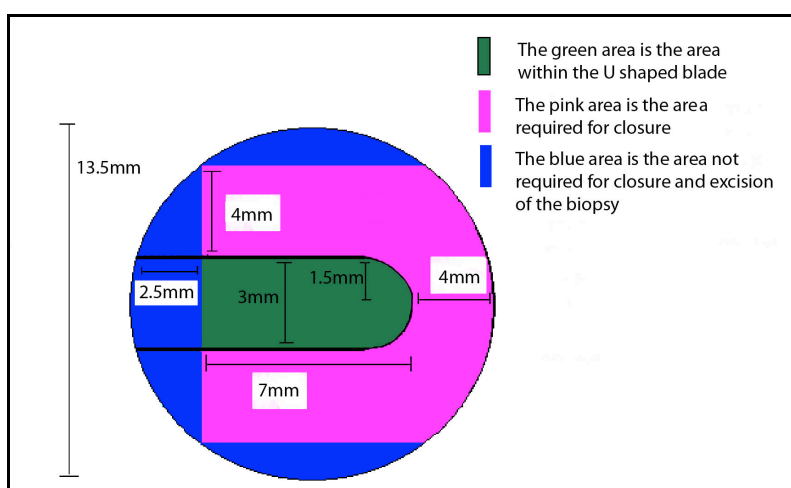 The green area is the area
within the U shaped blade
The pink area is the area
required for closure
The blue area is the area not
required for closure and excision
of the biopsy
13.5mm
4mm
1.5mm
4mm
3mm
2.5mm
7mm